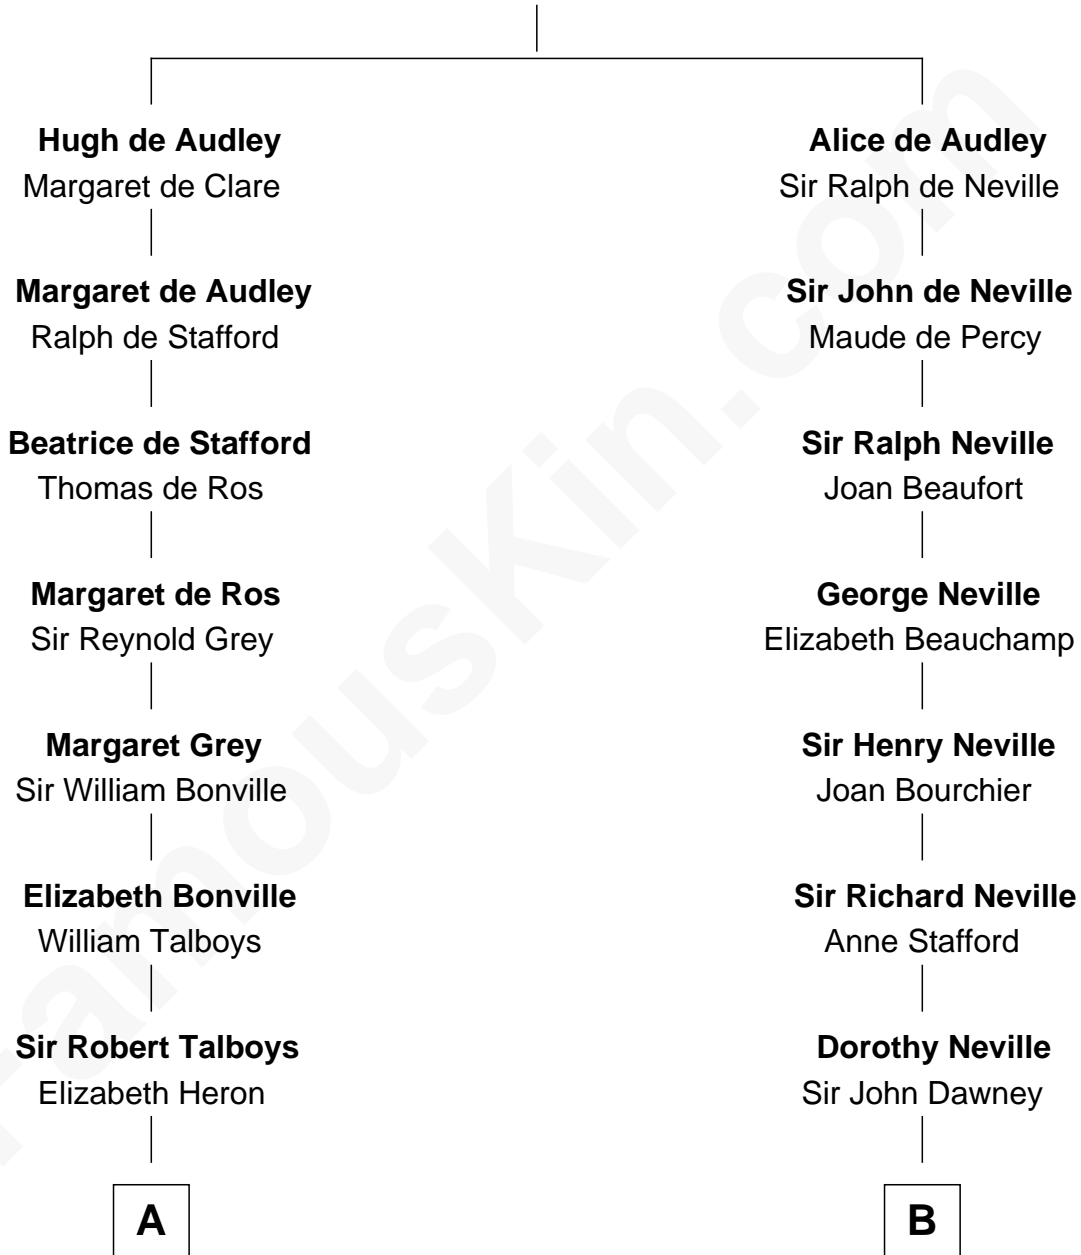 Hugh de Audley
Margaret de Clare
Margaret de Audley
Ralph de Stafford
Beatrice de Stafford
Thomas de Ros
Margaret de Ros
Sir Reynold Grey
Margaret Grey
Sir William Bonville
Elizabeth Bonville
William Talboys
Sir Robert Talboys
Elizabeth Heron
A
Alice de Audley
Sir Ralph de Neville
Sir John de Neville
Maude de Percy
Sir Ralph Neville
Joan Beaufort
George Neville
Elizabeth Beauchamp
Sir Henry Neville
Joan Bourchier
Sir Richard Neville
Anne Stafford
Dorothy Neville
Sir John Dawney
B
FamousKin.com